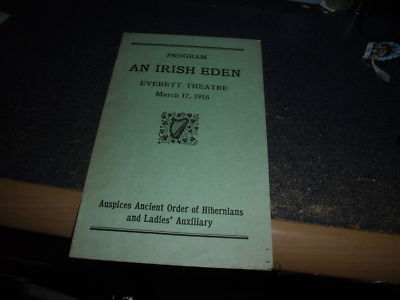 PROGRAM
AN IRISH EDEN
EVERETT THEATRE
March 17, 1916
Auspices Ancient Order of Hibernians
and Ladies' Auxiliary